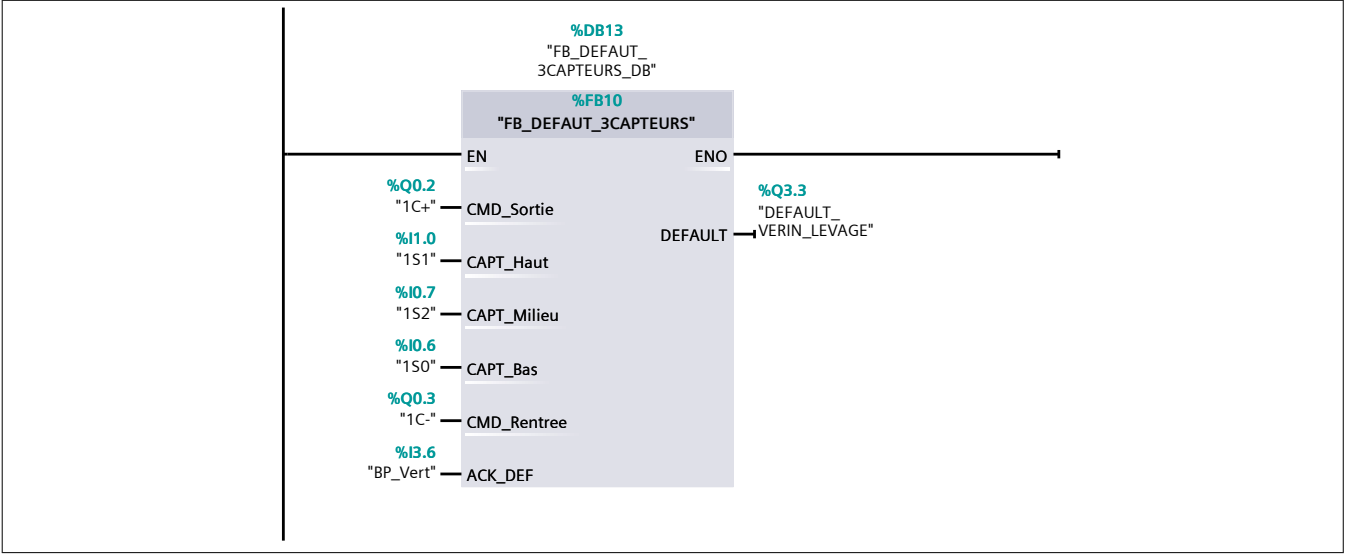 %DB13
"FB_DEFAUT_
3CAPTEURS_DB"
%FB10
"FB_DEFAUT_3CAPTEURS"
EN
ENO
%Q0.2
"1C+"
CMD_Sortie
%Q3.3
"DEFAULT_
VERIN_LEVAGE"
DEFAULT
%I1.0
"1S1"
CAPT_Haut
%I0.7
"1S2"
CAPT_Milieu
%I0.6
"1S0"
CAPT_Bas
%Q0.3
"1C-"
CMD_Rentree
%I3.6
"BP_Vert"
ACK_DEF